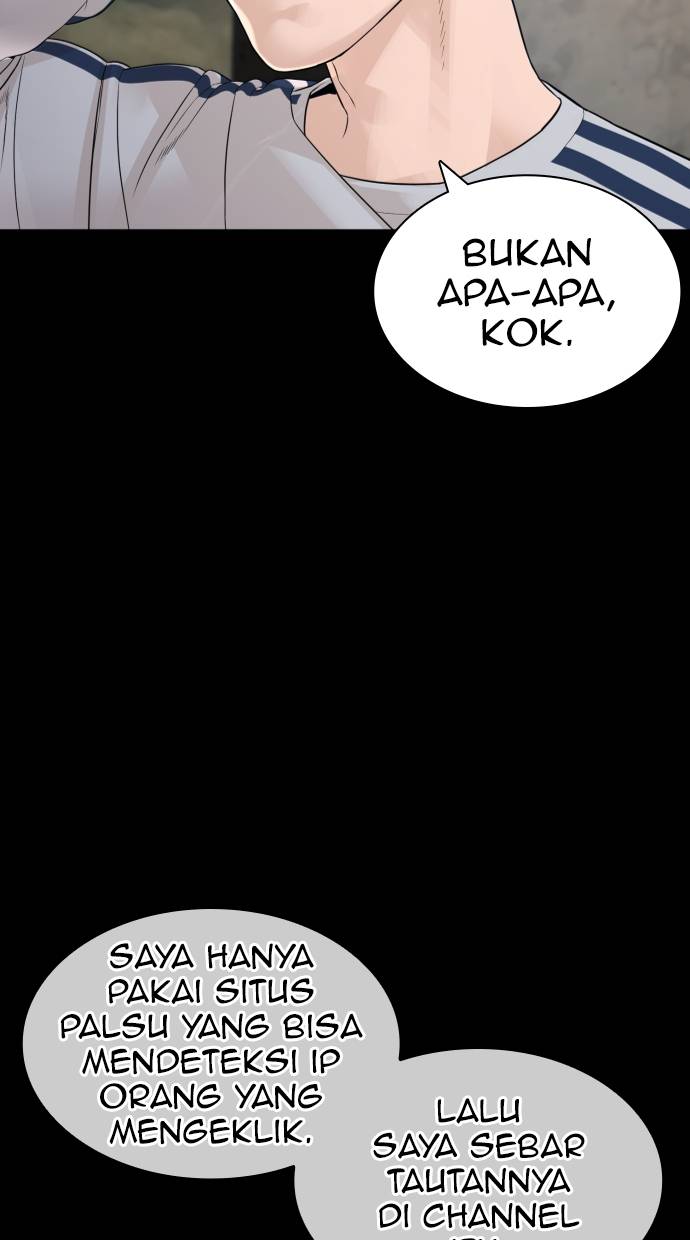 BUKAN
APA-APA,
KOK.
SAYA HANYA
PAKAI SITUS
PALSU YANG BISA
MENDETEKSI IP
ORANG YANG
MENGEKLIK.
LALU
SAYA SEBAR
TAUTANNYA
DI CHANNEL